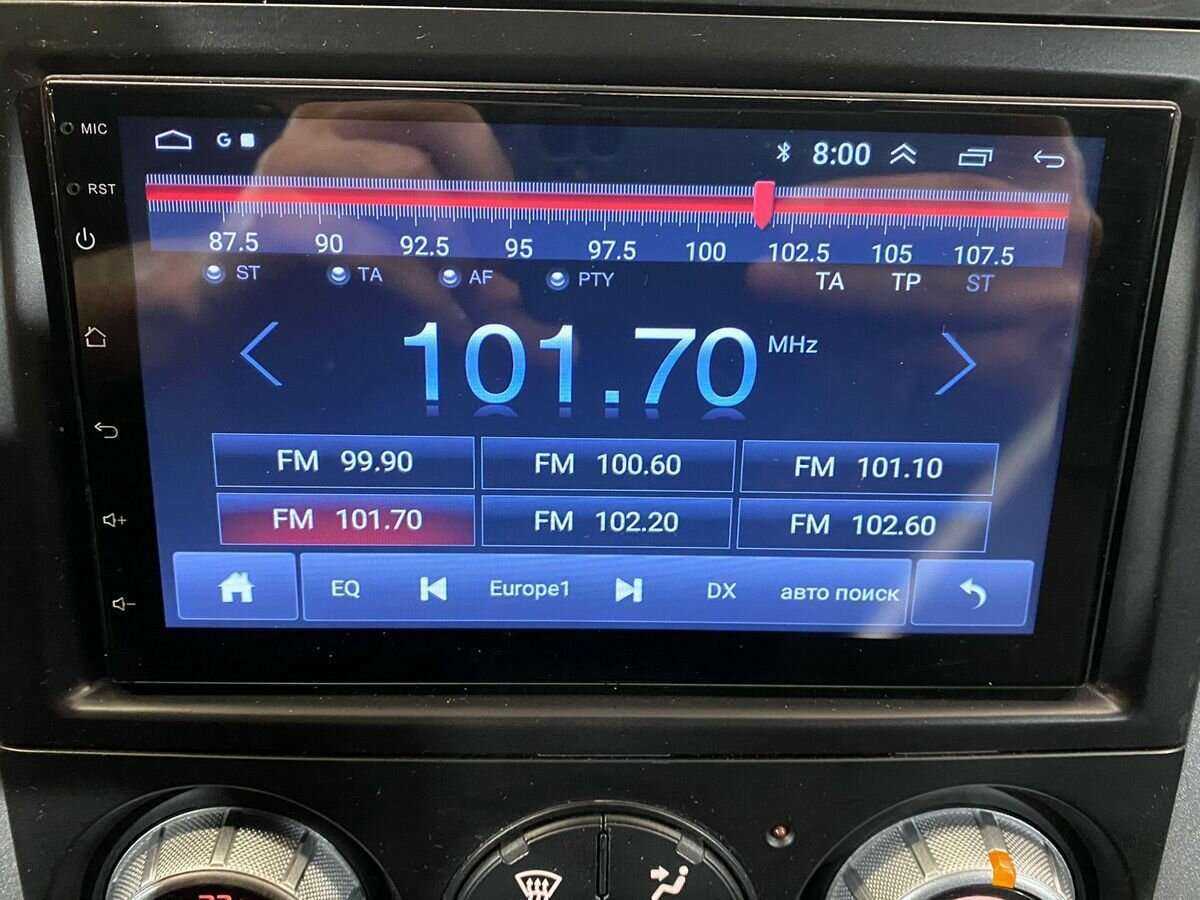 MIC
G 8:00
RST
87.5 90 92.5 95 97.5 100 102.5 105 107.5
ST TA AF PTY TA TP ST
101.70 MHz
FM 99.90 FM 100.60 FM 101.10
FM 101.70 FM 102.20 FM 102.60
EQ Europe1 DX авто поиск